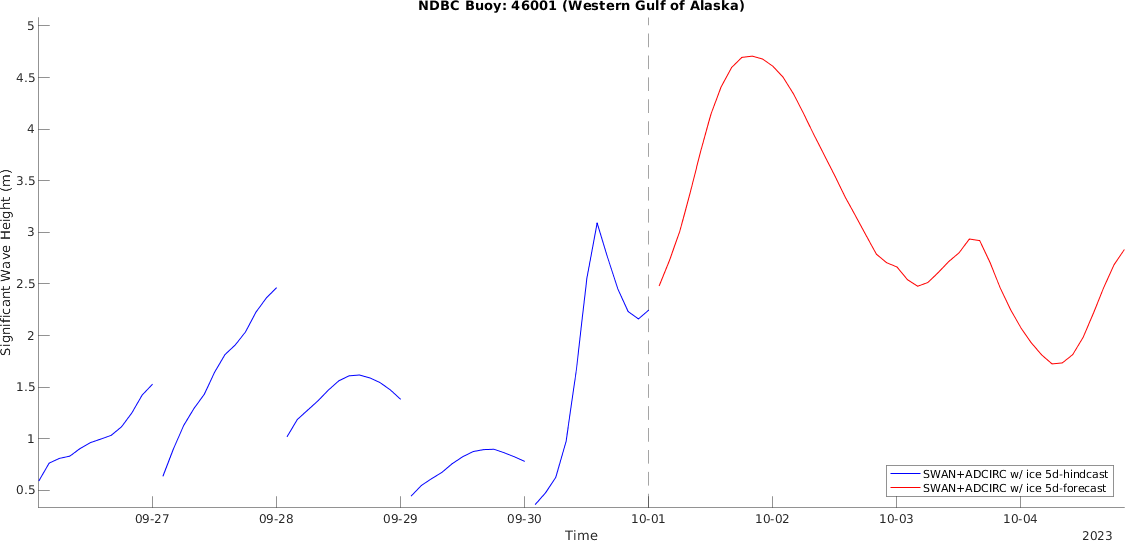 NDBC Buoy: 46001 (Western Gulf of Alaska)
5
4.5
4
3.5
3
2.5
2
1.5
1
0.5
Significant Wave Height (m)
SWAN+ADCIRC w/ ice 5d-hindcast
SWAN+ADCIRC w/ ice 5d-forecast
09-27 09-28 09-29 09-30 10-01 10-02 10-03 10-04
Time
2023